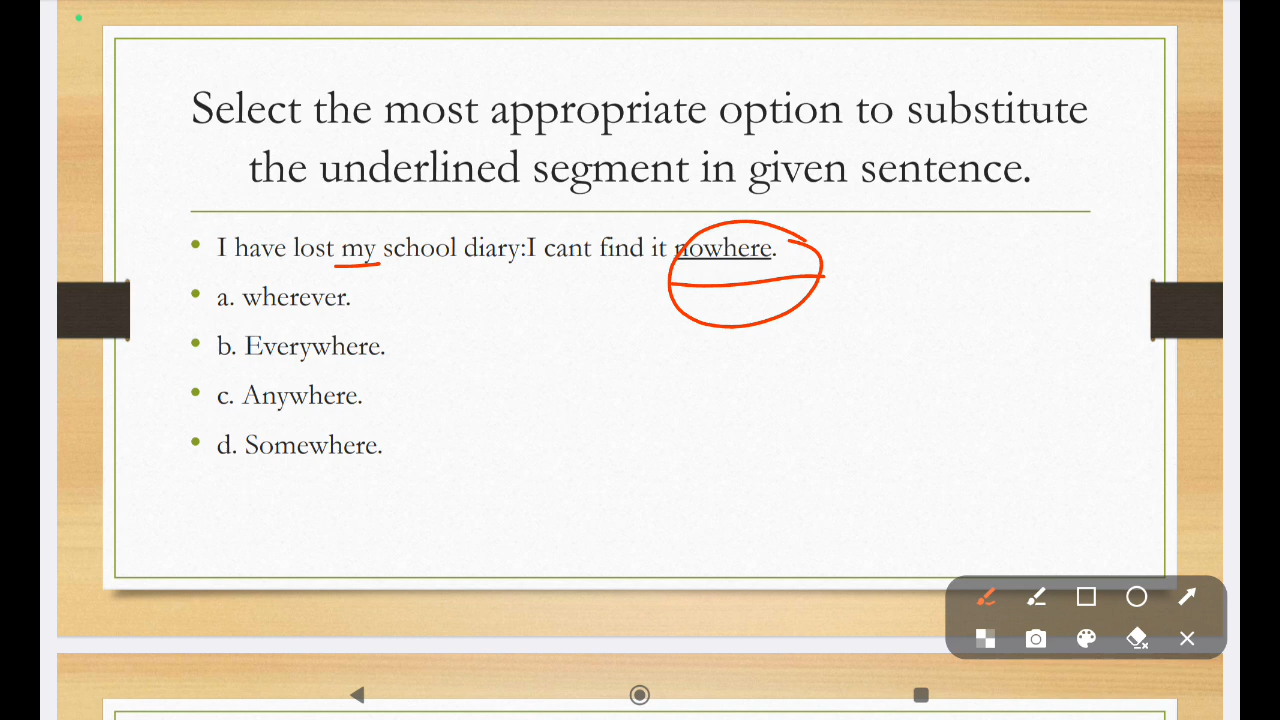 Select the most appropriate option to substitute
the underlined segment in given sentence.
• I have lost my school diary:I cant find it nowhere.
• a. wherever.
• b. Everywhere.
• c. Anywhere.
• d. Somewhere.